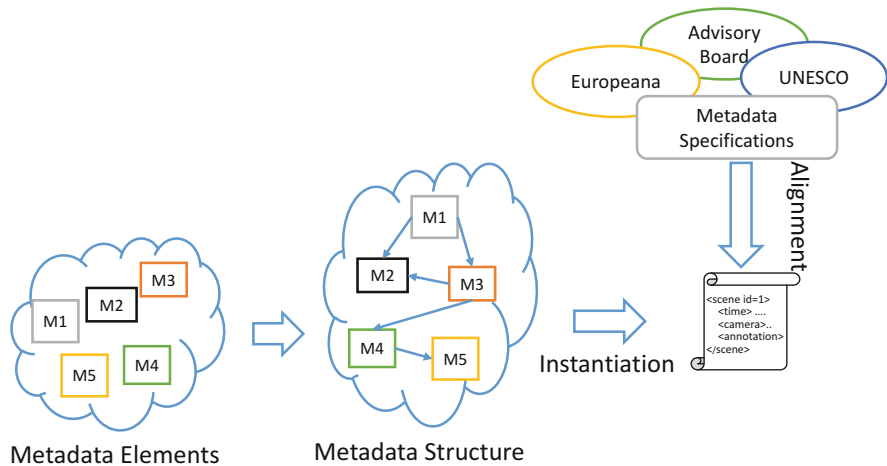 Advisory
Board
Europeana
UNESCO
Metadata
Specifications
Alignment
M1
M2
M3
M4
M5
M3
M2
M1
M5
M4
<scene id=1>
<time> ....
<camera>..
<annotation>
</scene>
Instantiation
Metadata Elements
Metadata Structure